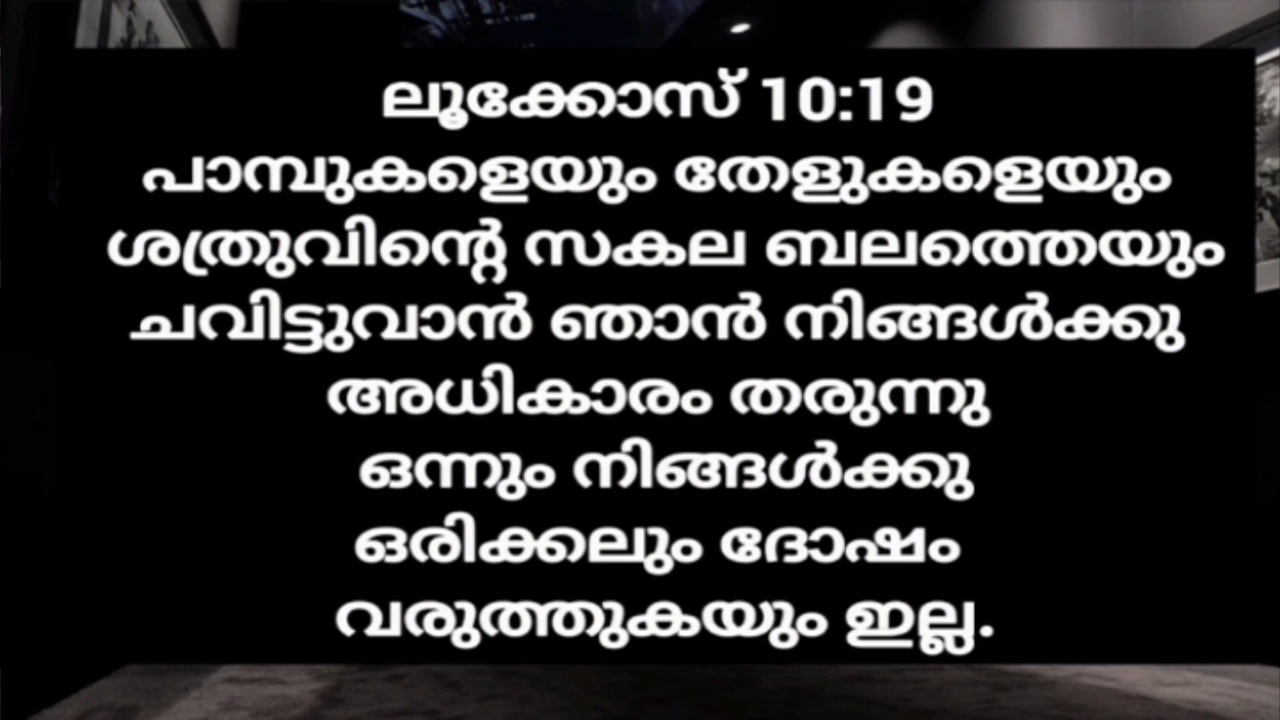 ലൂക്കോസ് 10:19
പാമ്പുകളെയും തേളുകളെയും
ശത്രുവിന്റെ സകല ബലത്തെയും
ചവിട്ടുവാൻ ഞാൻ നിങ്ങൾക്കു
അധികാരം തരുന്നു
ഒന്നും നിങ്ങൾക്കു
ഒരിക്കലും ദോഷം
വരുത്തുകയും ഇല്ല.